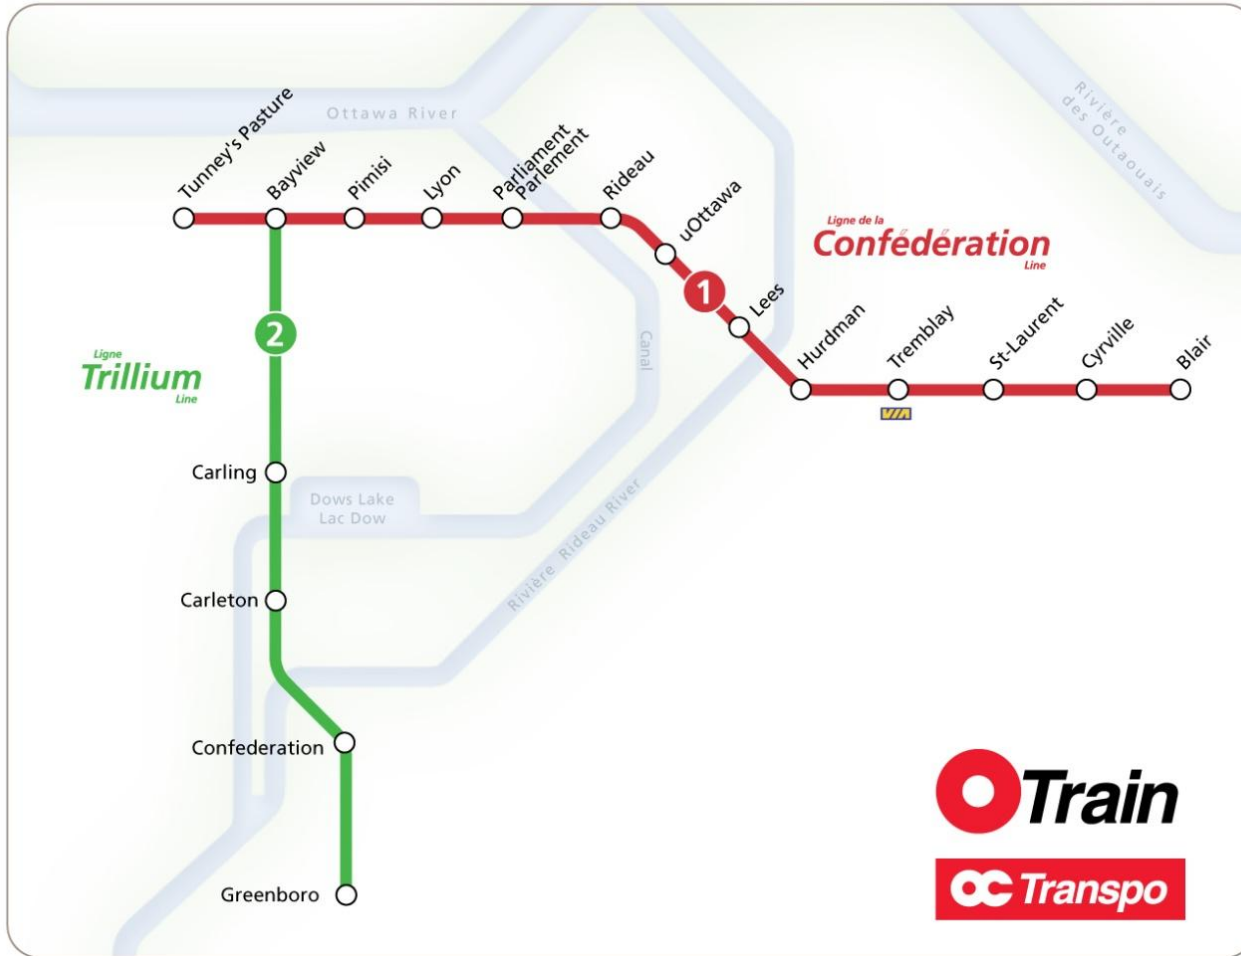 Ottawa River
Rivière
des Outaouais
Tunney's Pasture
Bayview
Pimisi
Lyon
Parliament
Parlement
Rideau
uOttawa
Ligne de la
Confédération
Line
1
Lees
Hurdman
Tremblay
St-Laurent
Cyrville
Blair
VIA
2
Ligne
Trillium
Line
Canal
Carling
Dows Lake
Lac Dow
Rivière Rideau River
Carleton
Confederation
Greenboro
O Train
OC Transpo